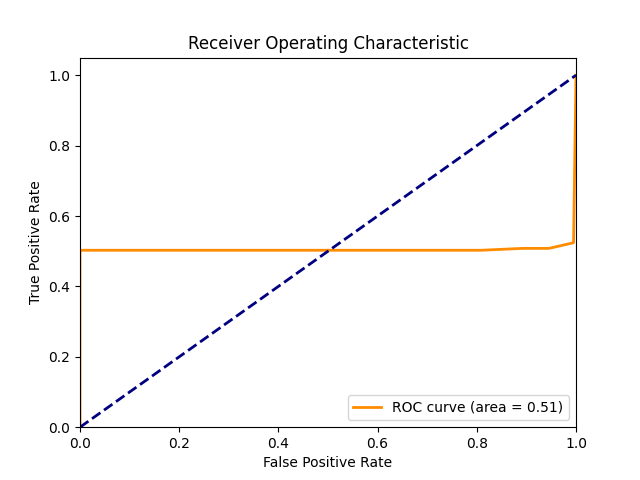 Receiver Operating Characteristic
1.0
0.8
0.6
0.4
0.2
0.0
True Positive Rate
0.0 0.2 0.4 0.6 0.8 1.0
False Positive Rate
ROC curve (area = 0.51)